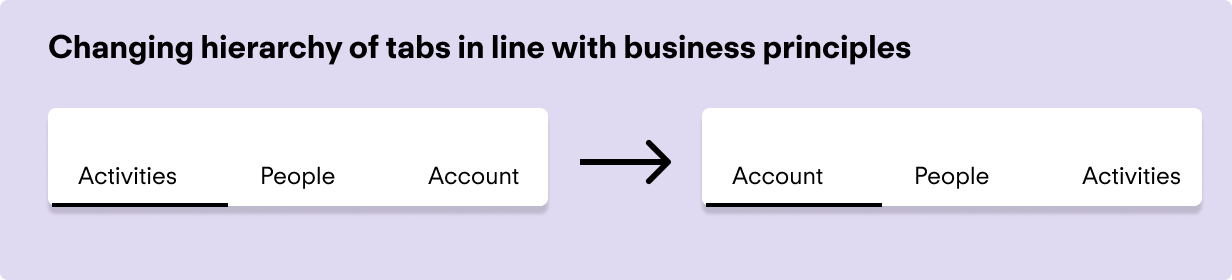 Changing hierarchy of tabs in line with business principles
Activities People Account
Account People Activities